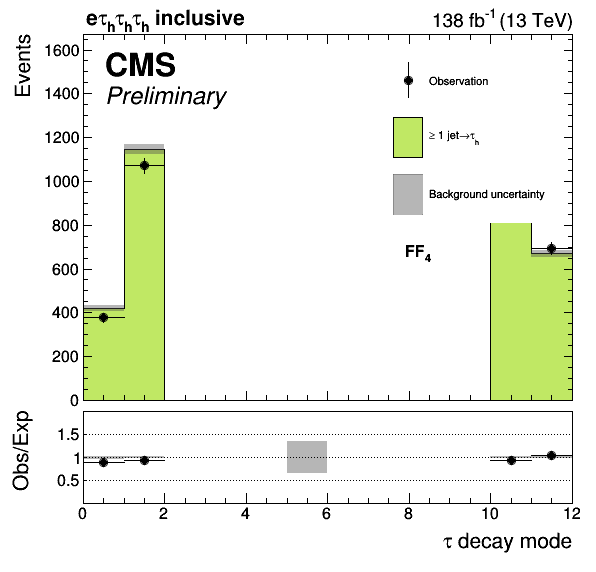 eτhτhτh inclusive 138 fb-1 (13 TeV)
Events
1600
1400
1200
1000
800
600
400
200
0
CMS
Preliminary
Observation
≥ 1 jet→τh
Background uncertainty
FF4
Obs/Exp
1.5
1
0.5
0 2 4 6 8 10 12
τ decay mode